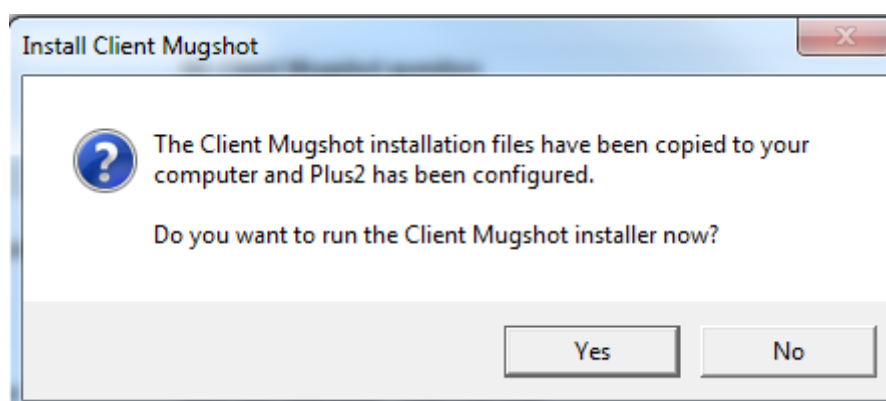 Install Client Mugshot
The Client Mugshot installation files have been copied to your
computer and Plus2 has been configured.
Do you want to run the Client Mugshot installer now?
Yes
No